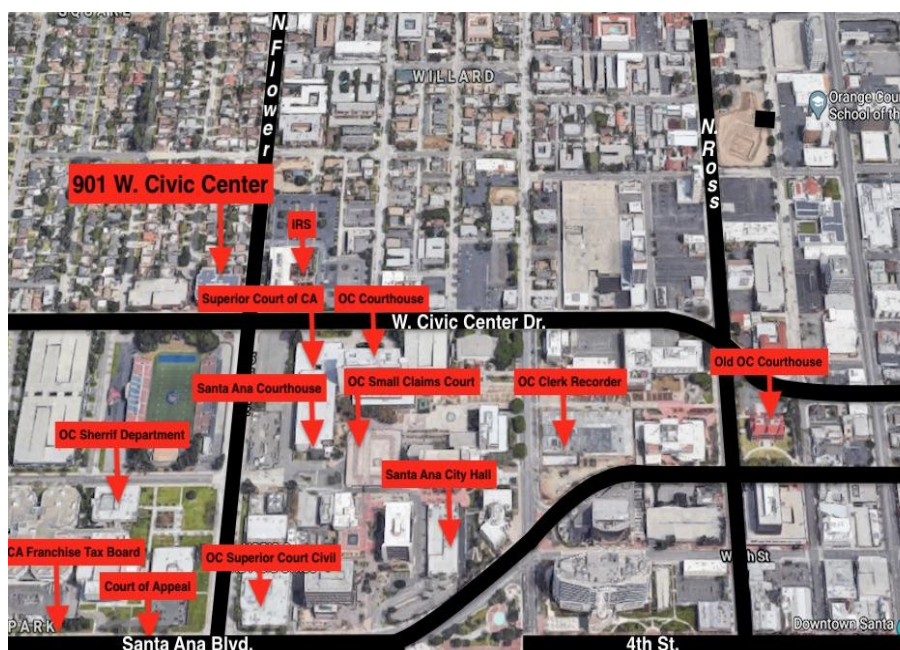 SQUARE
N. Flower
WILLARD
N. Ross
Orange Cou
School of the
901 W. Civic Center
IRS
Superior Court of CA
OC Courthouse
W. Civic Center Dr.
Santa Ana Courthouse
OC Small Claims Court
OC Clerk Recorder
Old OC Courthouse
OC Sherrif Department
Santa Ana City Hall
CA Franchise Tax Board
OC Superior Court Civil
Court of Appeal
PARK
Downtown Santa
Santa Ana Blvd.
4th St.